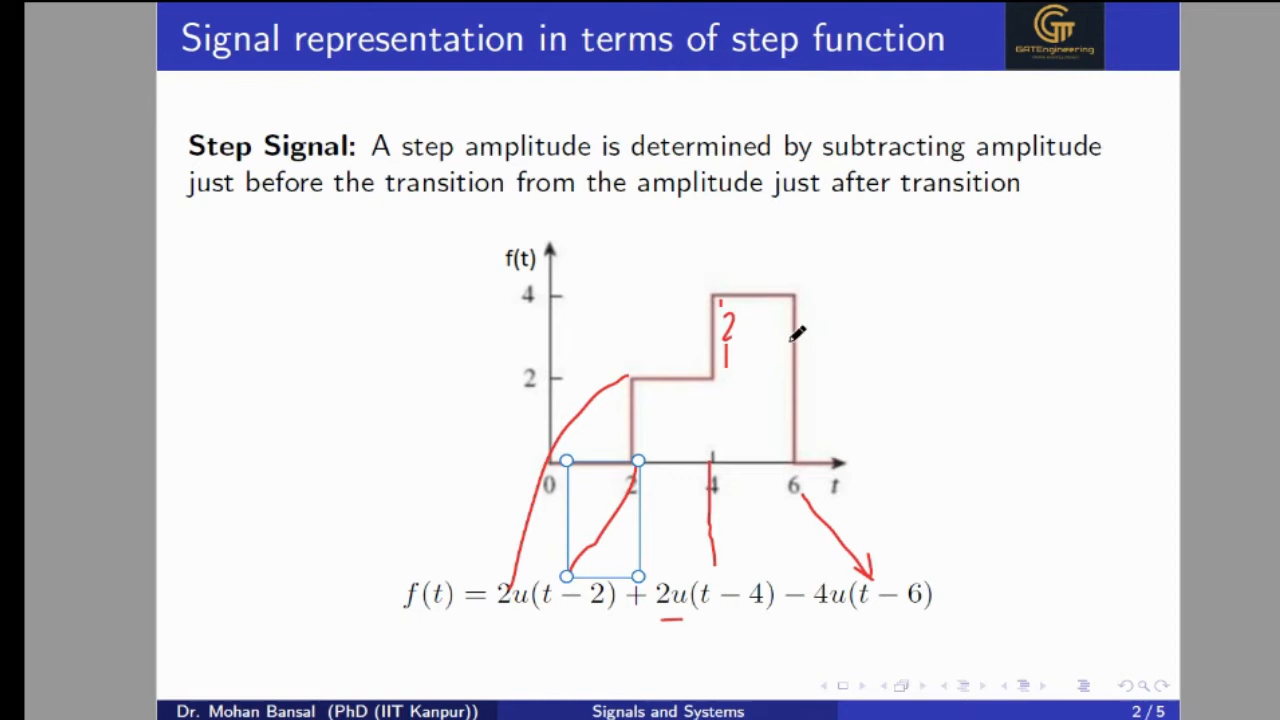 Signal representation in terms of step function
GATEngineering
Step Signal: A step amplitude is determined by subtracting amplitude
just before the transition from the amplitude just after transition
f(t)
4
2
2
0 2 4 6 t
f(t) = 2u(t − 2) + 2u(t − 4) − 4u(t − 6)
Dr. Mohan Bansal (PhD (IIT Kanpur)) Signals and Systems 2/5